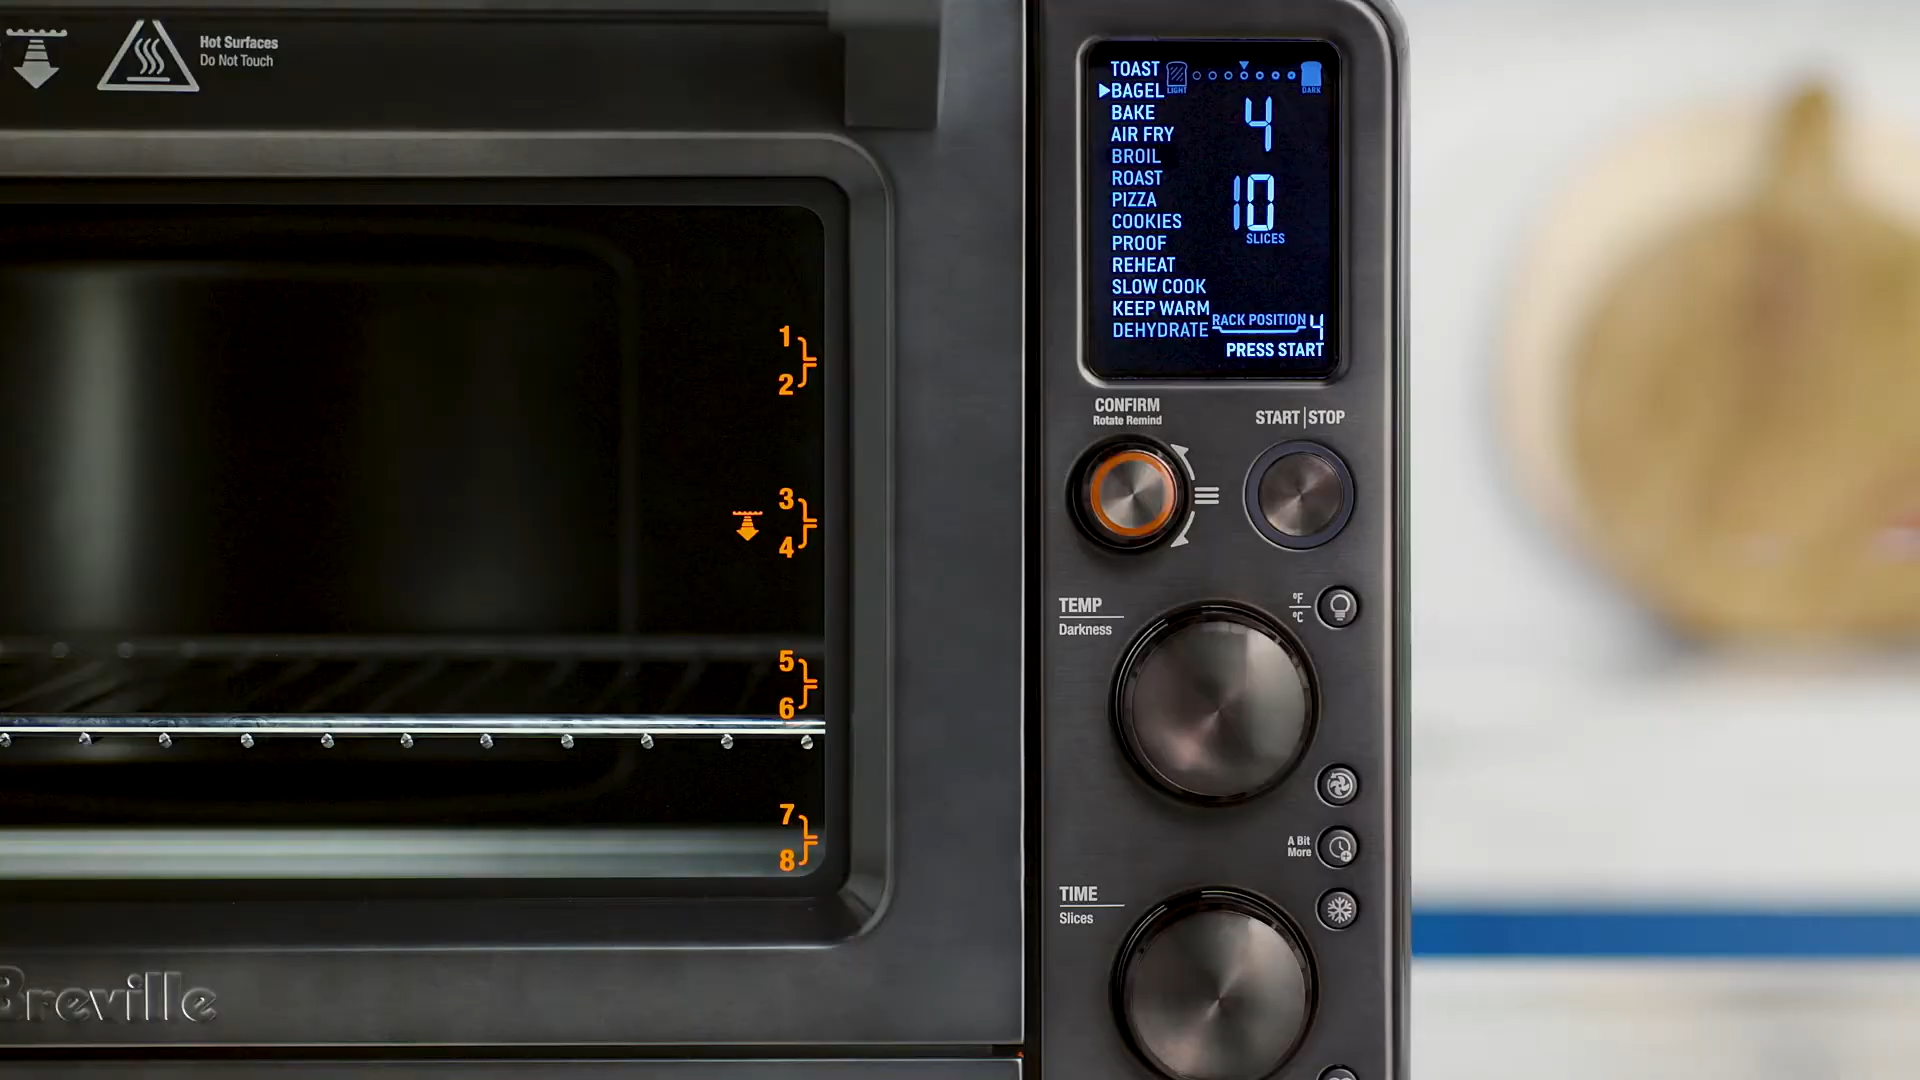 Hot Surfaces
Do Not Touch
TOAST
LIGHT
DARK
BAGEL
BAKE
AIR FRY
BROIL
ROAST
PIZZA
COOKIES
PROOF
REHEAT
SLOW COOK
KEEP WARM
DEHYDRATE
4
10
SLICES
RACK POSITION 4
PRESS START
1
2
3
4
5
6
7
8
CONFIRM
Rotate Remind
START|STOP
TEMP
Darkness
°F
°C
A Bit
More
TIME
Slices
Breville